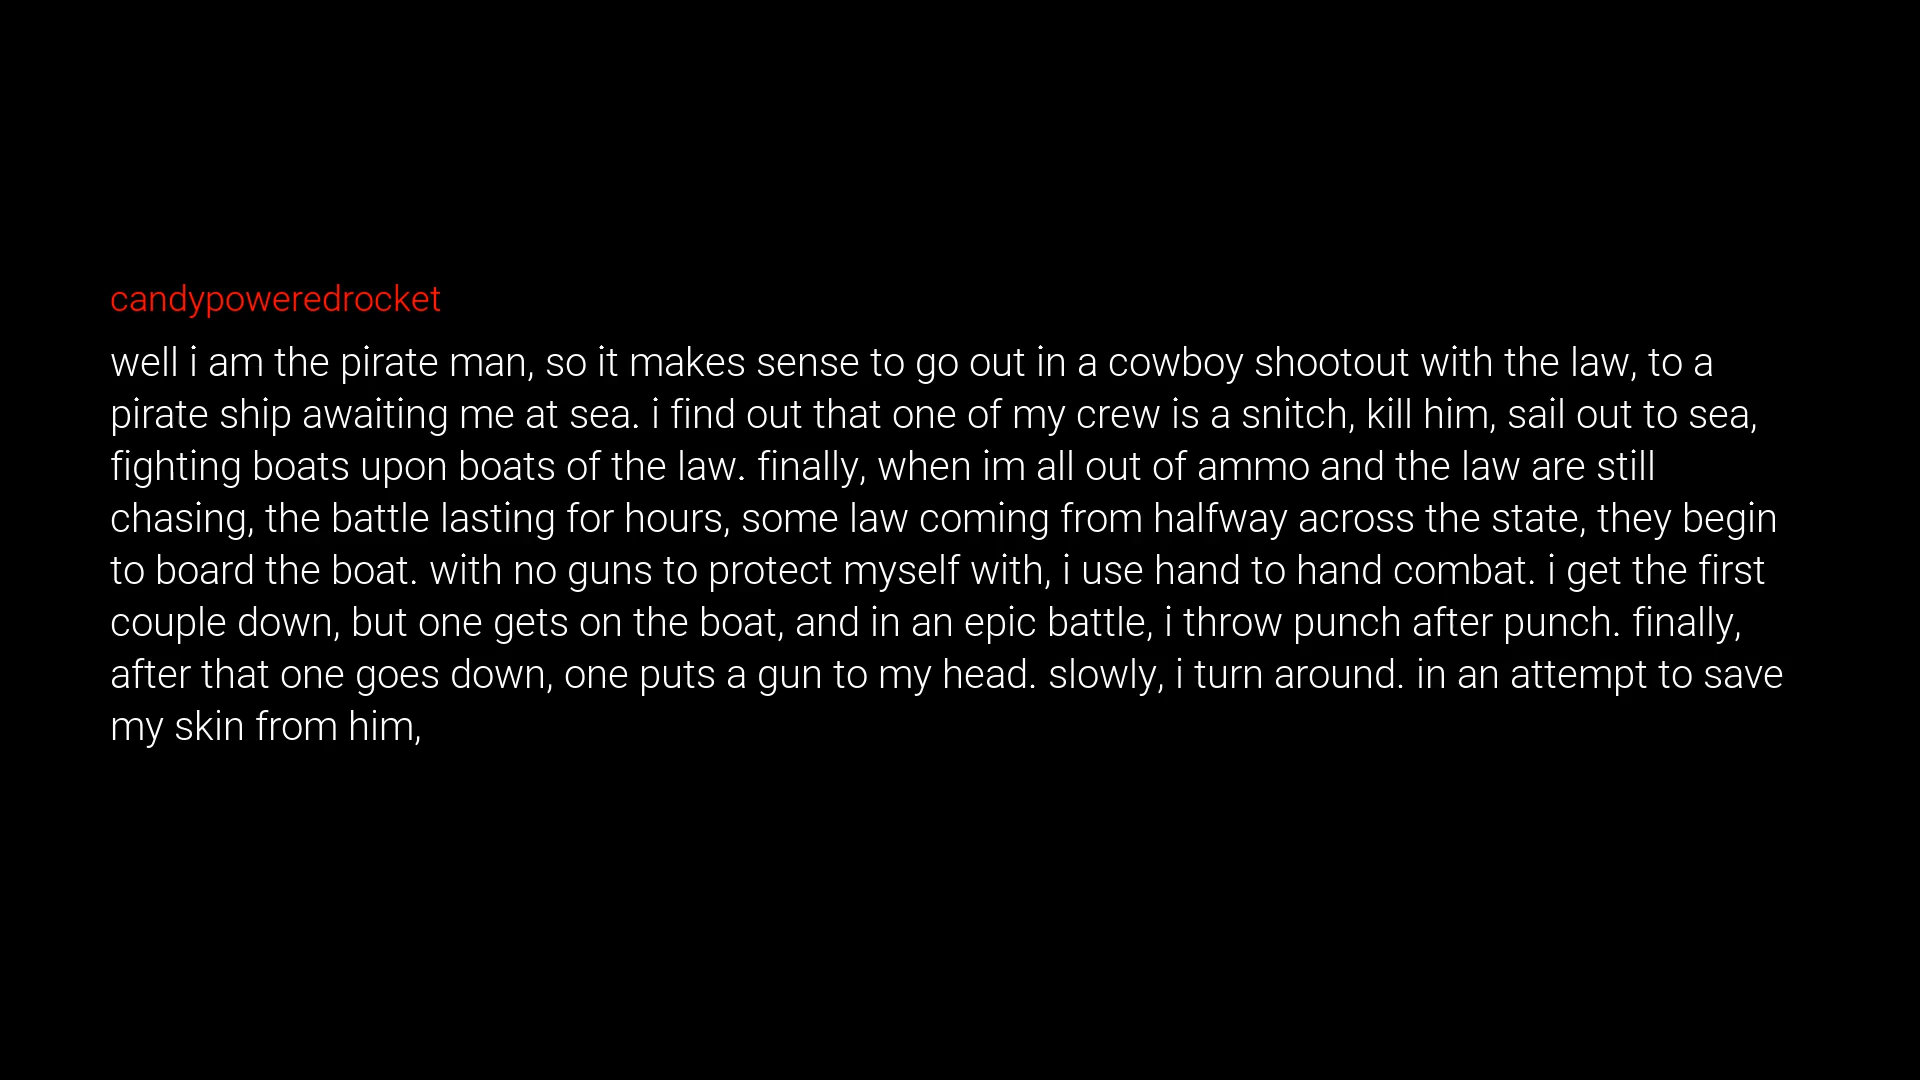 candypoweredrocket
well i am the pirate man, so it makes sense to go out in a cowboy shootout with the law, to a
pirate ship awaiting me at sea. i find out that one of my crew is a snitch, kill him, sail out to sea,
fighting boats upon boats of the law. finally, when im all out of ammo and the law are still
chasing, the battle lasting for hours, some law coming from halfway across the state, they begin
to board the boat. with no guns to protect myself with, i use hand to hand combat. i get the first
couple down, but one gets on the boat, and in an epic battle, i throw punch after punch. finally,
after that one goes down, one puts a gun to my head. slowly, i turn around. in an attempt to save
my skin from him,